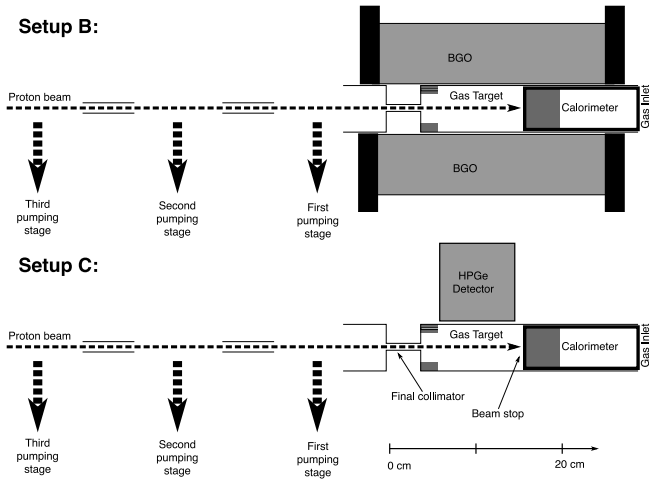 Setup B:
BGO
Proton beam
Gas Target
Calorimeter
Gas Inlet
BGO
Third
pumping
stage
Second
pumping
stage
First
pumping
stage
Setup C:
HPGe
Detector
Proton beam
Gas Target
Calorimeter
Gas Inlet
Final collimator
Beam stop
Third
pumping
stage
Second
pumping
stage
First
pumping
stage
0 cm
20 cm